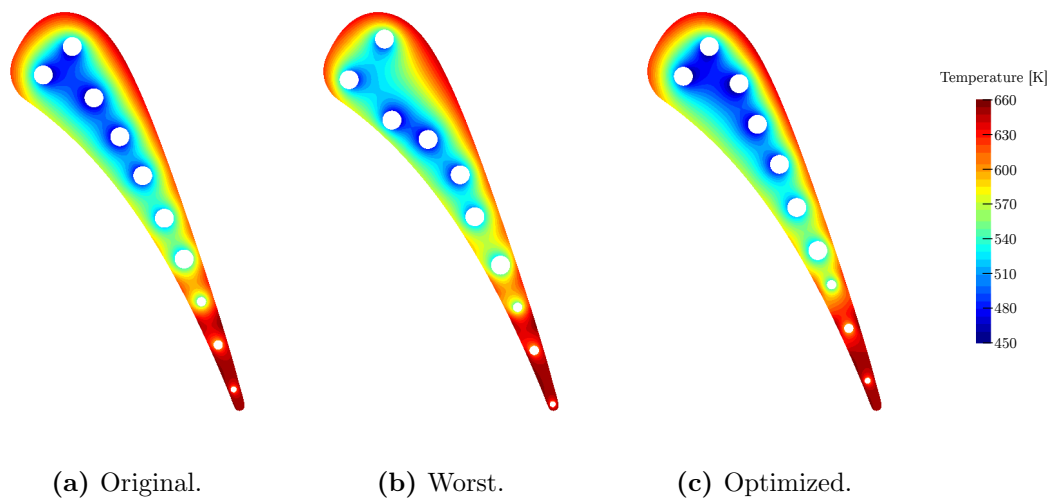 Temperature [K]
660
630
600
570
540
510
480
450
(a) Original.
(b) Worst.
(c) Optimized.